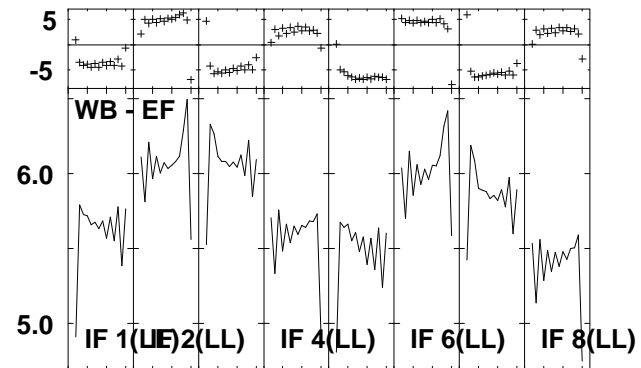 5
-5
WB - EF
6.0
5.0
IF 1(LL)
IF 2(LL)
IF 4(LL)
IF 6(LL)
IF 8(LL)